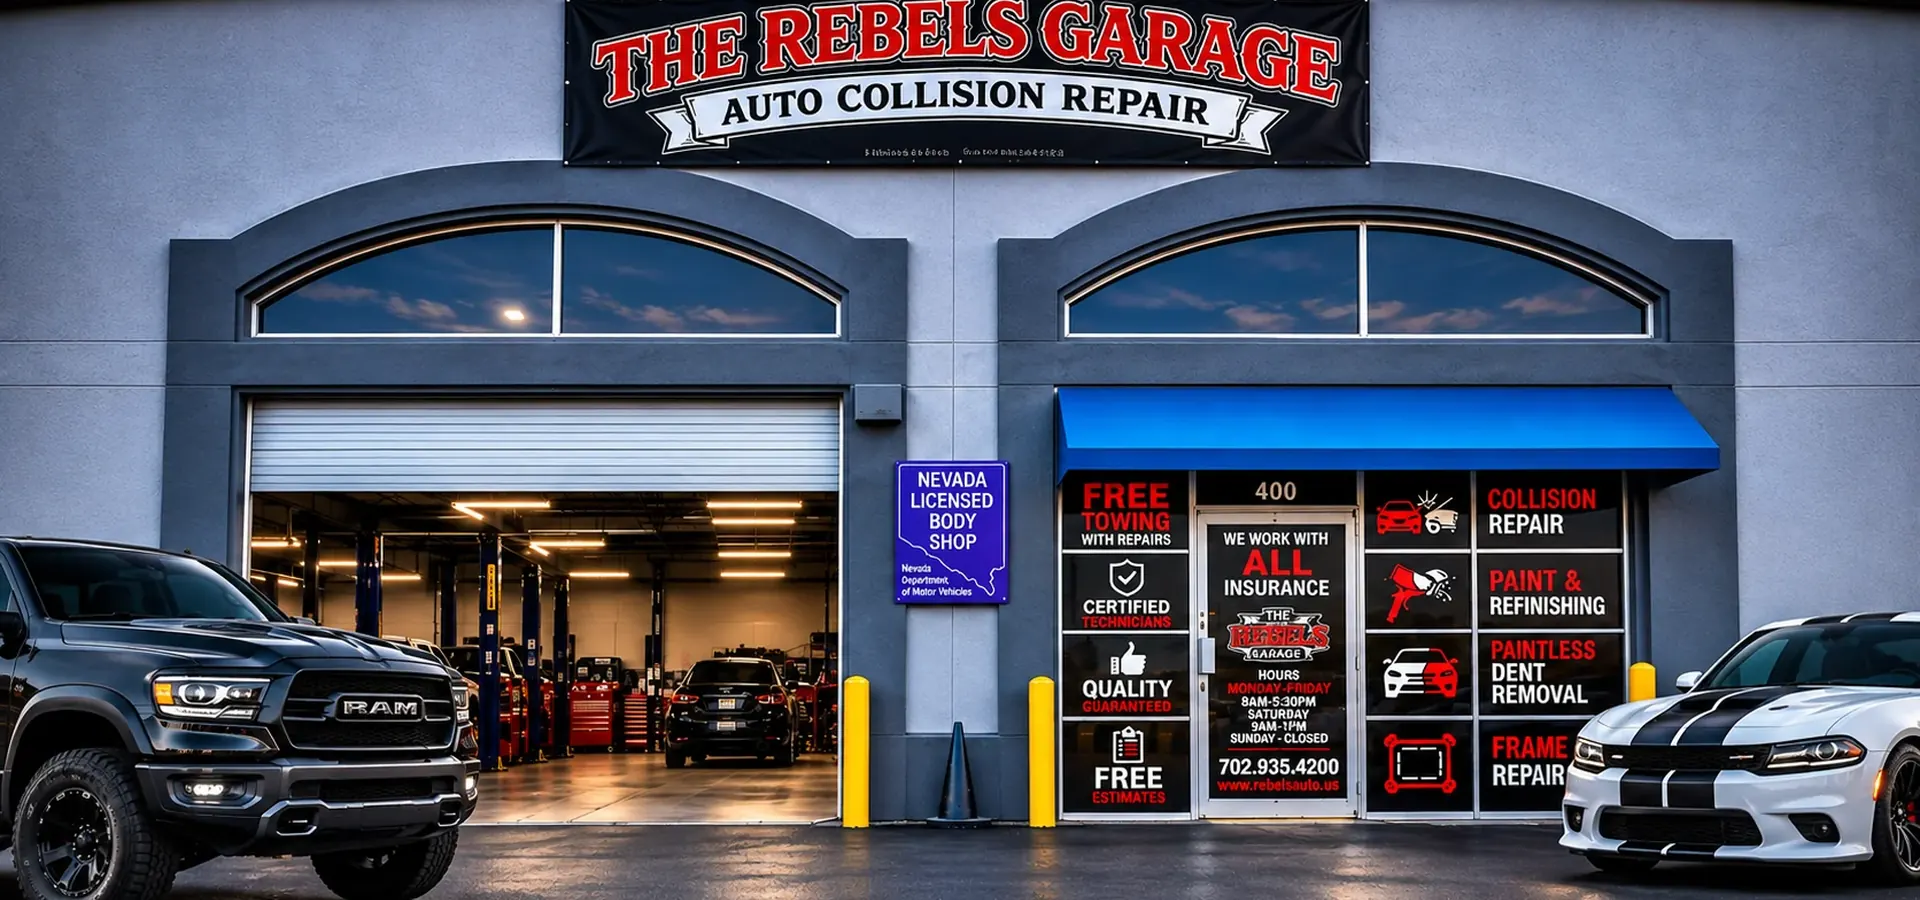 THE REBELS GARAGE
AUTO COLLISION REPAIR
NEVADA
LICENSED
BODY
SHOP
Nevada
Department
of Motor Vehicles
FREE
TOWING
WITH REPAIRS
CERTIFIED
TECHNICIANS
QUALITY
GUARANTEED
FREE
ESTIMATES
400
WE WORK WITH
ALL
INSURANCE
THE
REBELS
GARAGE
HOURS
MONDAY-FRIDAY
8AM-5:30PM
SATURDAY
9AM-1PM
SUNDAY - CLOSED
702.935.4200
www.rebelsauto.us
COLLISION
REPAIR
PAINT &
REFINISHING
PAINTLESS
DENT
REMOVAL
FRAME
REPAIR
RAM